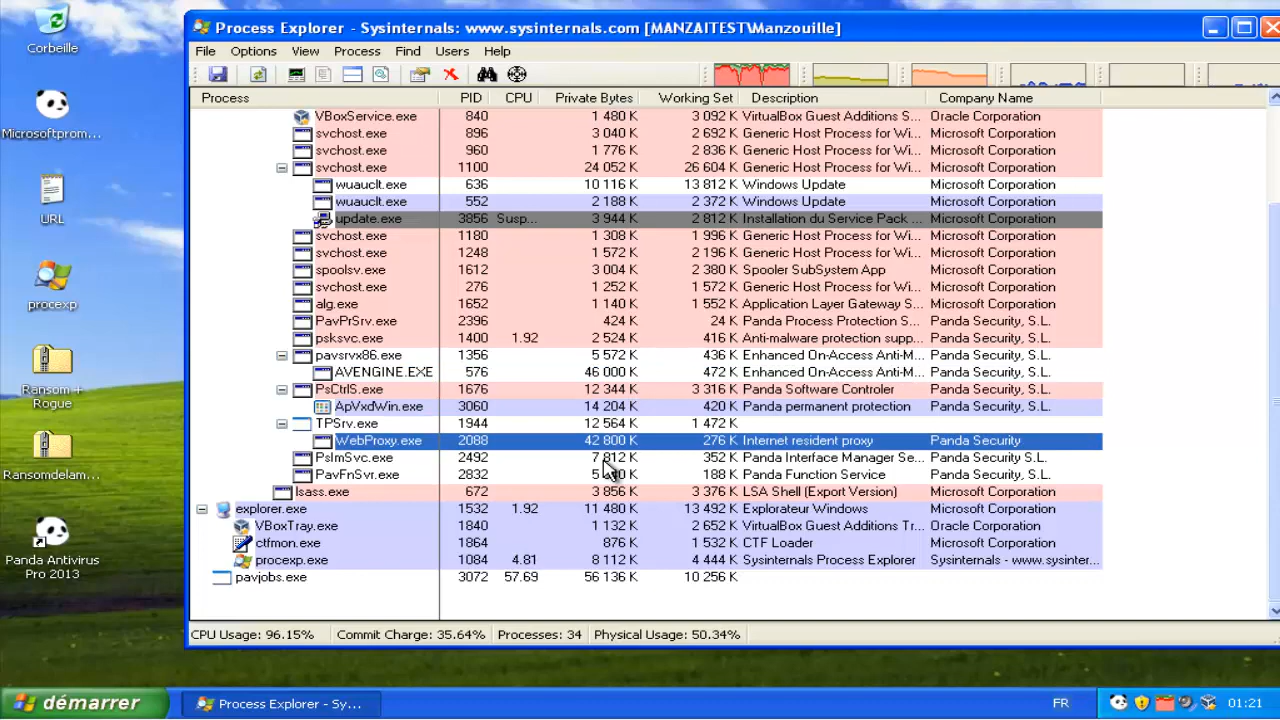 Process Explorer - Sysinternals: www.sysinternals.com [MANZAITEST\Manzouille]
File Options View Process Find Users Help
Process PID CPU Private Bytes Working Set Description Company Name
VBoxService.exe 840 1 480 K 3 092 K VirtualBox Guest Additions S... Oracle Corporation
svchost.exe 896 3 040 K 2 692 K Generic Host Process for Wi... Microsoft Corporation
svchost.exe 960 1 776 K 2 836 K Generic Host Process for Wi... Microsoft Corporation
svchost.exe 1100 24 052 K 26 604 K Generic Host Process for Wi... Microsoft Corporation
wuauclt.exe 636 10 116 K 13 812 K Windows Update Microsoft Corporation
wuauclt.exe 552 2 188 K 2 372 K Windows Update Microsoft Corporation
update.exe 3856 Susp... 3 944 K 2 812 K Installation du Service Pack ... Microsoft Corporation
svchost.exe 1180 1 308 K 1 996 K Generic Host Process for Wi... Microsoft Corporation
svchost.exe 1248 1 572 K 2 196 K Generic Host Process for Wi... Microsoft Corporation
spoolsv.exe 1612 3 004 K 2 380 K Spooler SubSystem App Microsoft Corporation
svchost.exe 276 1 252 K 1 572 K Generic Host Process for Wi... Microsoft Corporation
alg.exe 1652 1 140 K 1 552 K Application Layer Gateway S... Microsoft Corporation
PavPrSrv.exe 2396 424 K 24 K Panda Process Protection S... Panda Security, S.L.
psksvc.exe 1400 1.92 2 524 K 416 K Anti-malware protection supp... Panda Security, S.L.
pavsrvx86.exe 1356 5 572 K 436 K Enhanced On-Access Anti-M... Panda Security, S.L.
AVENGINE.EXE 576 46 000 K 472 K Enhanced On-Access Anti-M... Panda Security, S.L.
PsCtrlS.exe 1676 12 344 K 3 316 K Panda Software Controler Panda Security, S.L.
ApVxdWin.exe 3060 14 204 K 420 K Panda permanent protection Panda Security, S.L.
TPSrv.exe 1944 12 564 K 1 472 K
WebProxy.exe 2088 42 800 K 276 K Internet resident proxy Panda Security
PsImSvc.exe 2492 7 812 K 352 K Panda Interface Manager Se... Panda Security S.L.
PavFnSvr.exe 2832 188 K Panda Function Service Panda Security, S.L.
lsass.exe 672 3 856 K 3 376 K LSA Shell (Export Version) Microsoft Corporation
explorer.exe 1532 1.92 11 480 K 13 492 K Explorateur Windows Microsoft Corporation
VBoxTray.exe 1840 1 132 K 2 652 K VirtualBox Guest Additions Tr... Oracle Corporation
ctfmon.exe 1864 876 K 1 532 K CTF Loader Microsoft Corporation
procexp.exe 1084 4.81 8 112 K 4 444 K Sysinternals Process Explorer Sysinternals - www.sysinter...
pavjobs.exe 3072 57.69 56 136 K 10 256 K
CPU Usage: 96.15% Commit Charge: 35.64% Processes: 34 Physical Usage: 50.34%
Corbeille
Microsoftprom...
URL
procexp
Ransom +
Rogue
Ransomdelam...
Panda Antivirus
Pro 2013
démarrer Process Explorer - Sy... FR 01:21